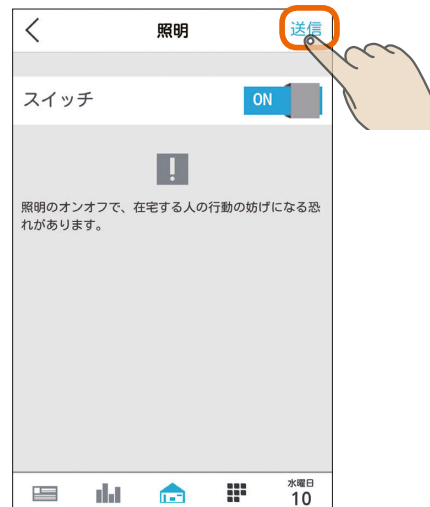 照明
送信
スイッチ
ON
照明のオンオフで、在宅する人の行動の妨げになる恐
れがあります。
水曜日
10